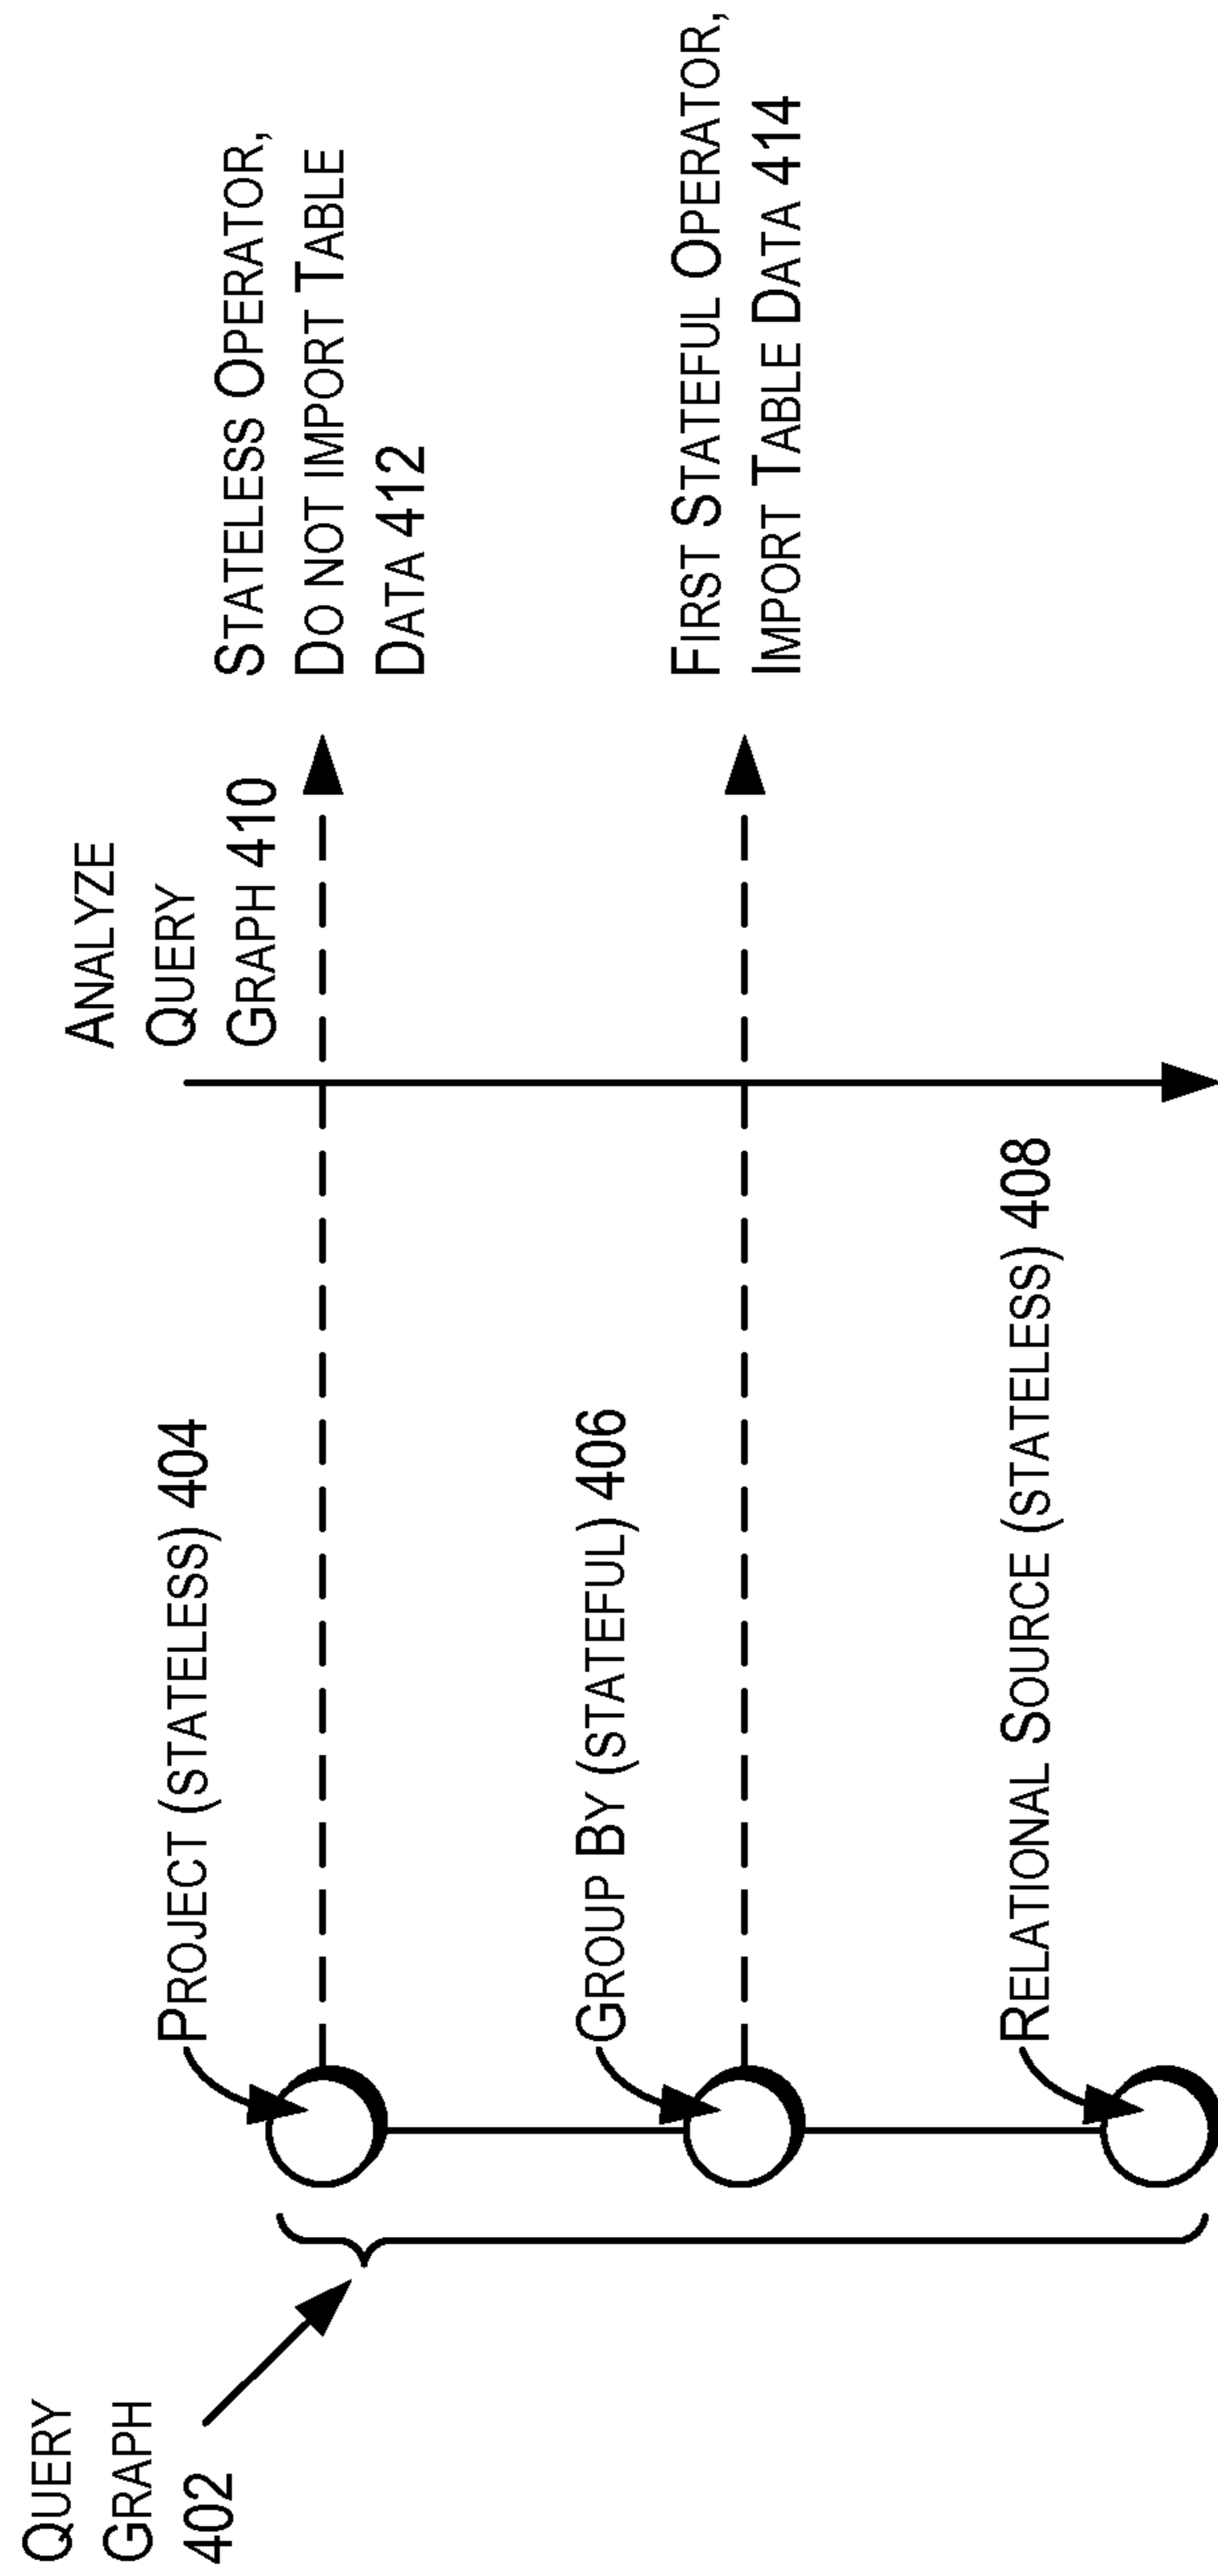 QUERY
GRAPH
402
PROJECT (STATELESS) 404
GROUP BY (STATEFUL) 406
RELATIONAL SOURCE (STATELESS) 408
ANALYZE
QUERY
GRAPH 410
STATELESS OPERATOR,
DO NOT IMPORT TABLE
DATA 412
FIRST STATEFUL OPERATOR,
IMPORT TABLE DATA 414